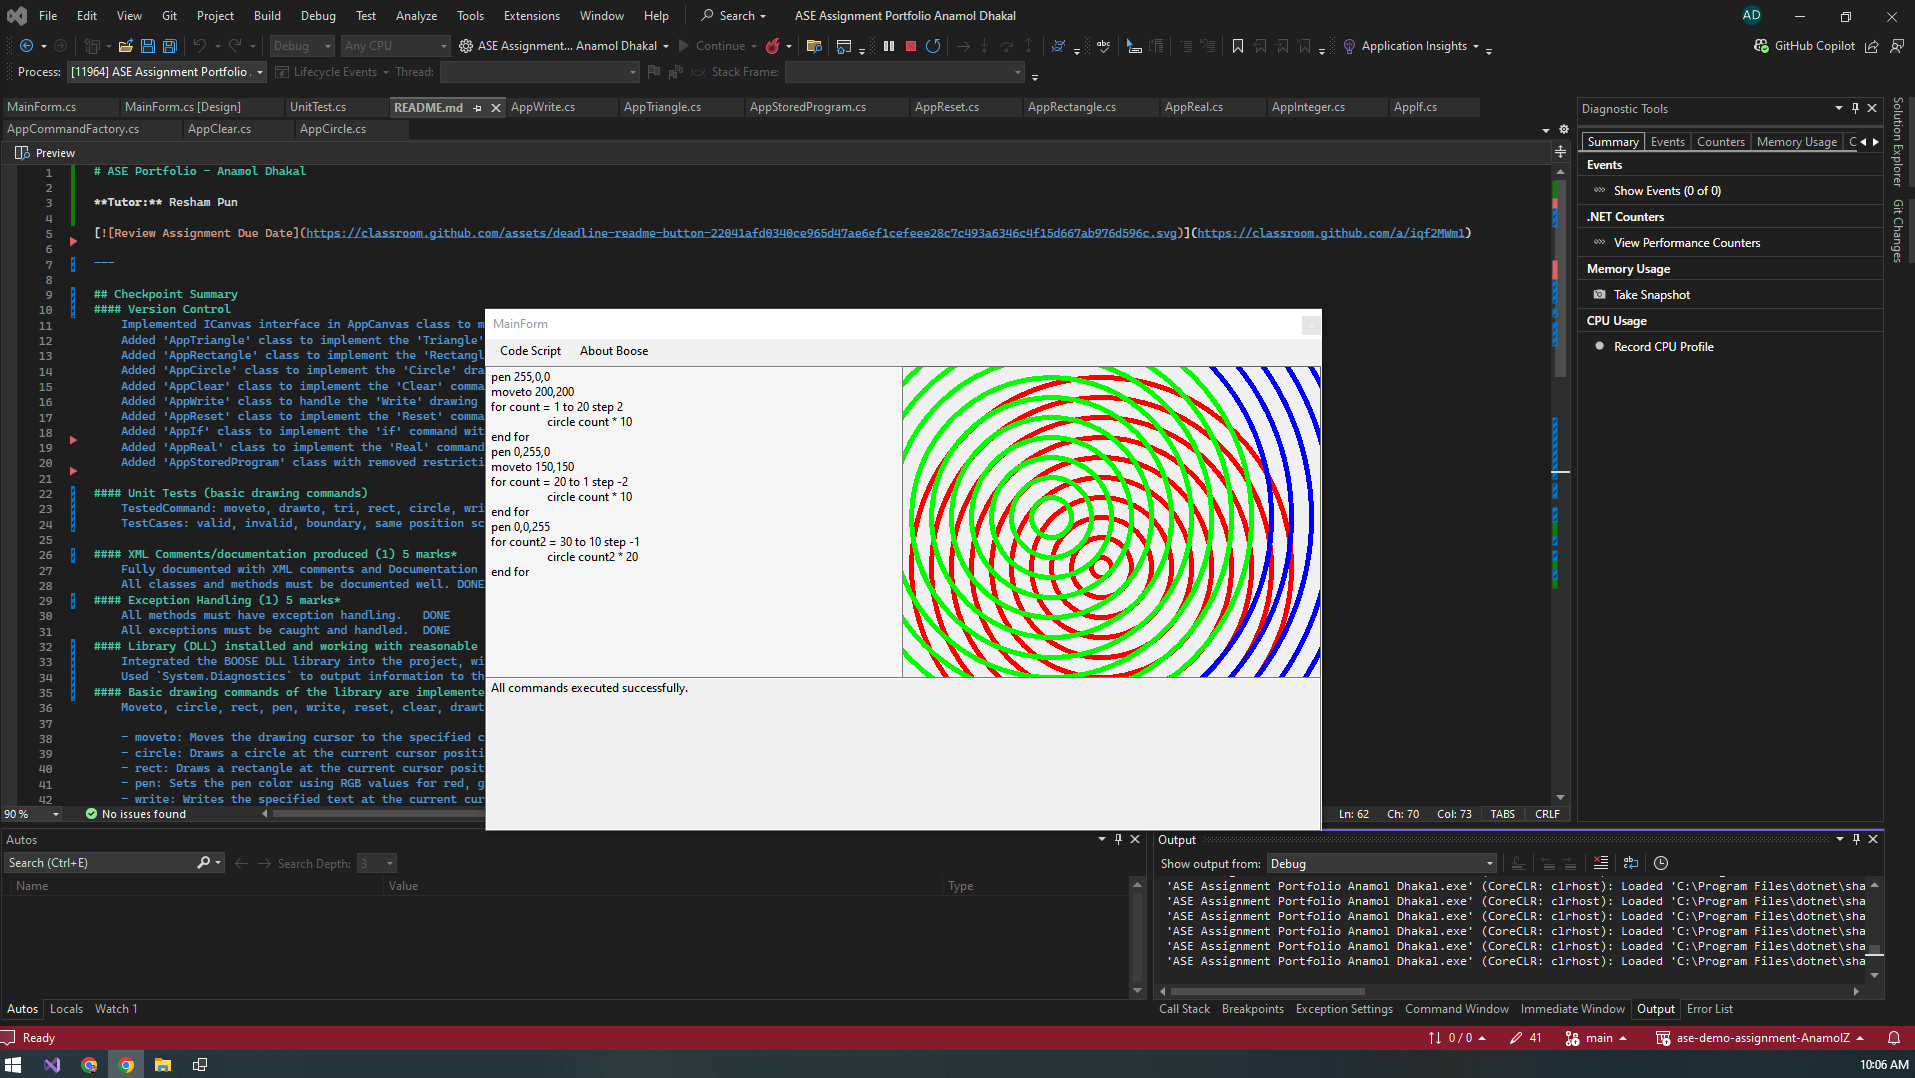 File Edit View Git Project Build Debug Test Analyze Tools Extensions Window Help Search ASE Assignment Portfolio Anamol Dhakal AD
Debug Any CPU ASE Assignment... Anamol Dhakal Continue Application Insights GitHub Copilot
Process: [11964] ASE Assignment Portfolio Lifecycle Events Thread: Stack Frame:
MainForm.cs MainForm.cs [Design] UnitTest.cs README.md AppWrite.cs AppTriangle.cs AppStoredProgram.cs AppReset.cs AppRectangle.cs AppReal.cs AppInteger.cs AppIf.cs
AppCommandFactory.cs AppClear.cs AppCircle.cs
Preview
1 # ASE Portfolio - Anamol Dhakal
2
3 **Tutor:** Resham Pun
4
5 [![Review Assignment Due Date](https://classroom.github.com/assets/deadline-readme-button-22041afd0340ce965d47ae6ef1cefeee28c7c493a6346c4f15d667ab976d596c.svg)](https://classroom.github.com/a/iqf2MWm1)
6
7 ---
8
9 ## Checkpoint Summary
10 #### Version Control
11 Implemented ICanvas interface in AppCanvas class to m
12 Added 'AppTriangle' class to implement the 'Triangle'
13 Added 'AppRectangle' class to implement the 'Rectangl
14 Added 'AppCircle' class to implement the 'Circle' dra
15 Added 'AppClear' class to implement the 'Clear' comma
16 Added 'AppWrite' class to handle the 'Write' drawing
17 Added 'AppReset' class to implement the 'Reset' comma
18 Added 'AppIf' class to implement the 'if' command wit
19 Added 'AppReal' class to implement the 'Real' command
20 Added 'AppStoredProgram' class with removed restricti
21
22 #### Unit Tests (basic drawing commands)
23 TestedCommand: moveto, drawto, tri, rect, circle, wri
24 TestCases: valid, invalid, boundary, same position sc
25
26 #### XML Comments/documentation produced (1) 5 marks*
27 Fully documented with XML comments and Documentation
28 All classes and methods must be documented well. DONE
29 #### Exception Handling (1) 5 marks*
30 All methods must have exception handling. DONE
31 All exceptions must be caught and handled. DONE
32 #### Library (DLL) installed and working with reasonable
33 Integrated the BOOSE DLL library into the project, wi
34 Used `System.Diagnostics` to output information to th
35 #### Basic drawing commands of the library are implemente
36 Moveto, circle, rect, pen, write, reset, clear, drawt
37
38 - moveto: Moves the drawing cursor to the specified c
39 - circle: Draws a circle at the current cursor positi
40 - rect: Draws a rectangle at the current cursor posit
41 - pen: Sets the pen color using RGB values for red, g
42 - write: Writes the specified text at the current cur
90 % No issues found Ln: 62 Ch: 70 Col: 73 TABS CRLF
MainForm
Code Script About Boose
pen 255,0,0
moveto 200,200
for count = 1 to 20 step 2
circle count * 10
end for
pen 0,255,0
moveto 150,150
for count = 20 to 1 step -2
circle count * 10
end for
pen 0,0,255
for count2 = 30 to 10 step -1
circle count2 * 20
end for
All commands executed successfully.
Diagnostic Tools
Summary Events Counters Memory Usage C
Events
Show Events (0 of 0)
.NET Counters
View Performance Counters
Memory Usage
Take Snapshot
CPU Usage
Record CPU Profile
Solution Explorer
Git Changes
Autos
Search (Ctrl+E) Search Depth: 3
Name Value Type
Autos Locals Watch 1
Output
Show output from: Debug
'ASE Assignment Portfolio Anamol Dhakal.exe' (CoreCLR: clrhost): Loaded 'C:\Program Files\dotnet\sha
'ASE Assignment Portfolio Anamol Dhakal.exe' (CoreCLR: clrhost): Loaded 'C:\Program Files\dotnet\sha
'ASE Assignment Portfolio Anamol Dhakal.exe' (CoreCLR: clrhost): Loaded 'C:\Program Files\dotnet\sha
'ASE Assignment Portfolio Anamol Dhakal.exe' (CoreCLR: clrhost): Loaded 'C:\Program Files\dotnet\sha
'ASE Assignment Portfolio Anamol Dhakal.exe' (CoreCLR: clrhost): Loaded 'C:\Program Files\dotnet\sha
'ASE Assignment Portfolio Anamol Dhakal.exe' (CoreCLR: clrhost): Loaded 'C:\Program Files\dotnet\sha
Call Stack Breakpoints Exception Settings Command Window Immediate Window Output Error List
Ready 0 / 0 41 main ase-demo-assignment-AnamolZ
10:06 AM